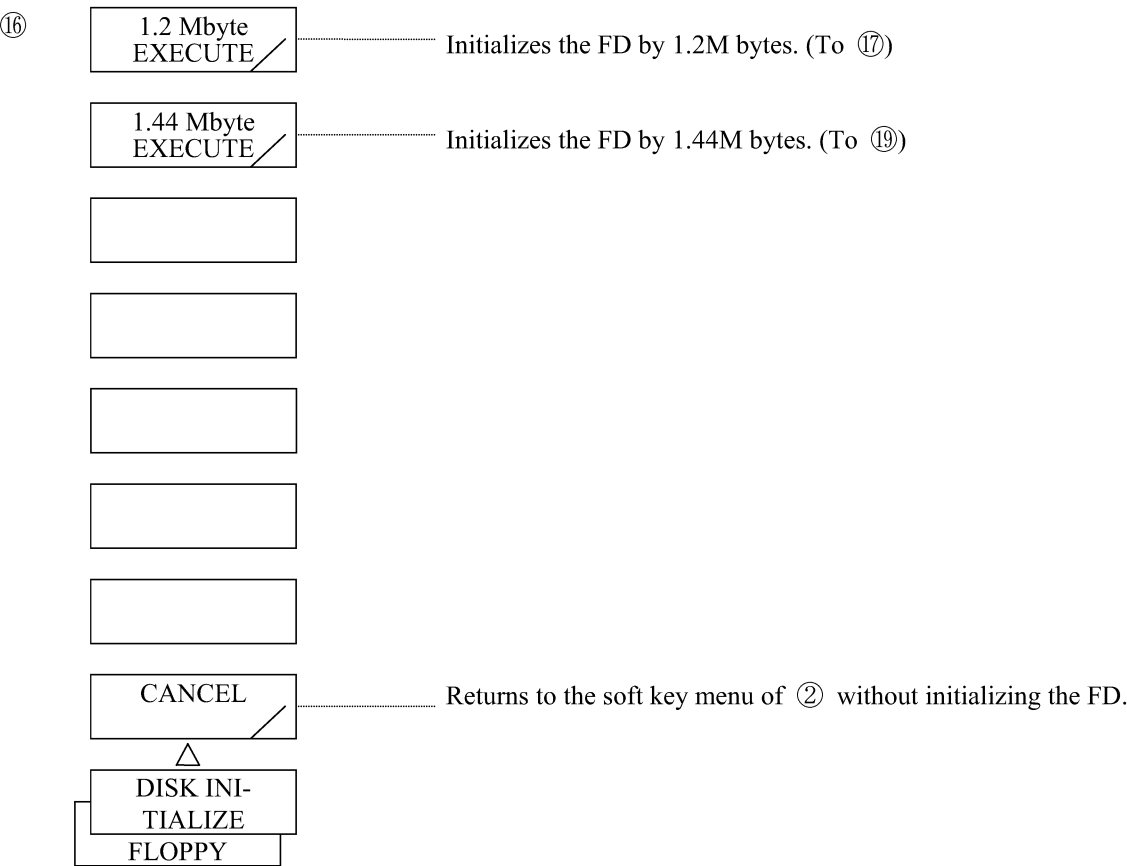 ⑯
1.2 Mbyte
EXECUTE
Initializes the FD by 1.2M bytes. (To ⑰)
1.44 Mbyte
EXECUTE
Initializes the FD by 1.44M bytes. (To ⑲)
CANCEL
Returns to the soft key menu of ② without initializing the FD.
DISK INI-
TIALIZE
FLOPPY